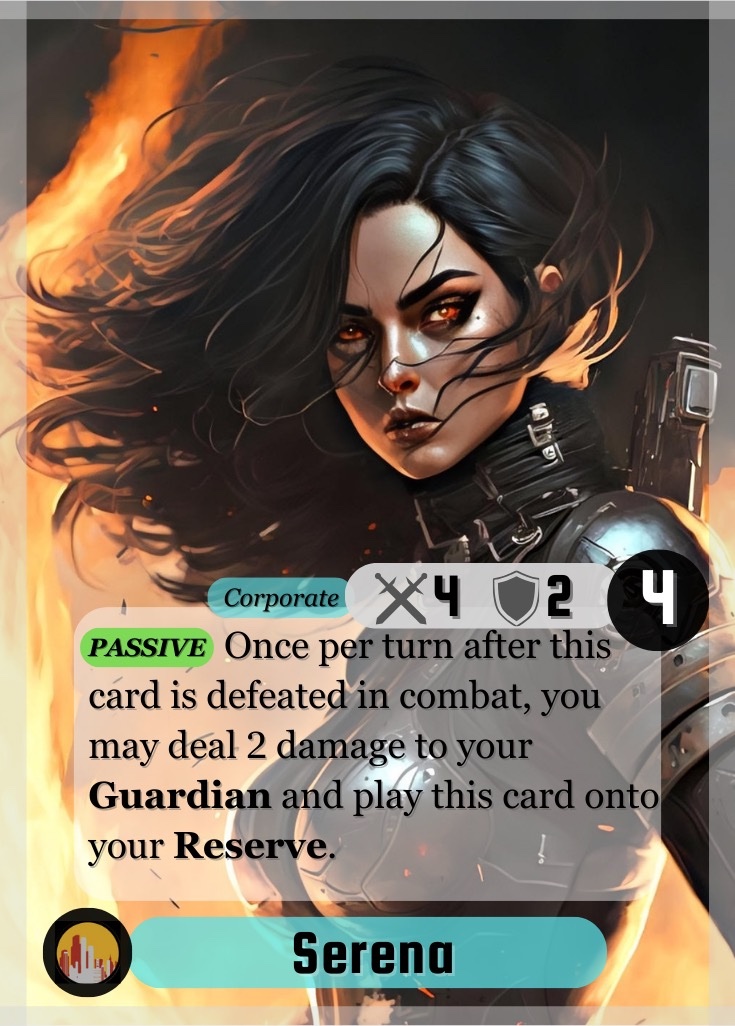 Corporate 4 2 4
PASSIVE Once per turn after this
card is defeated in combat, you
may deal 2 damage to your
Guardian and play this card onto
your Reserve.
Serena